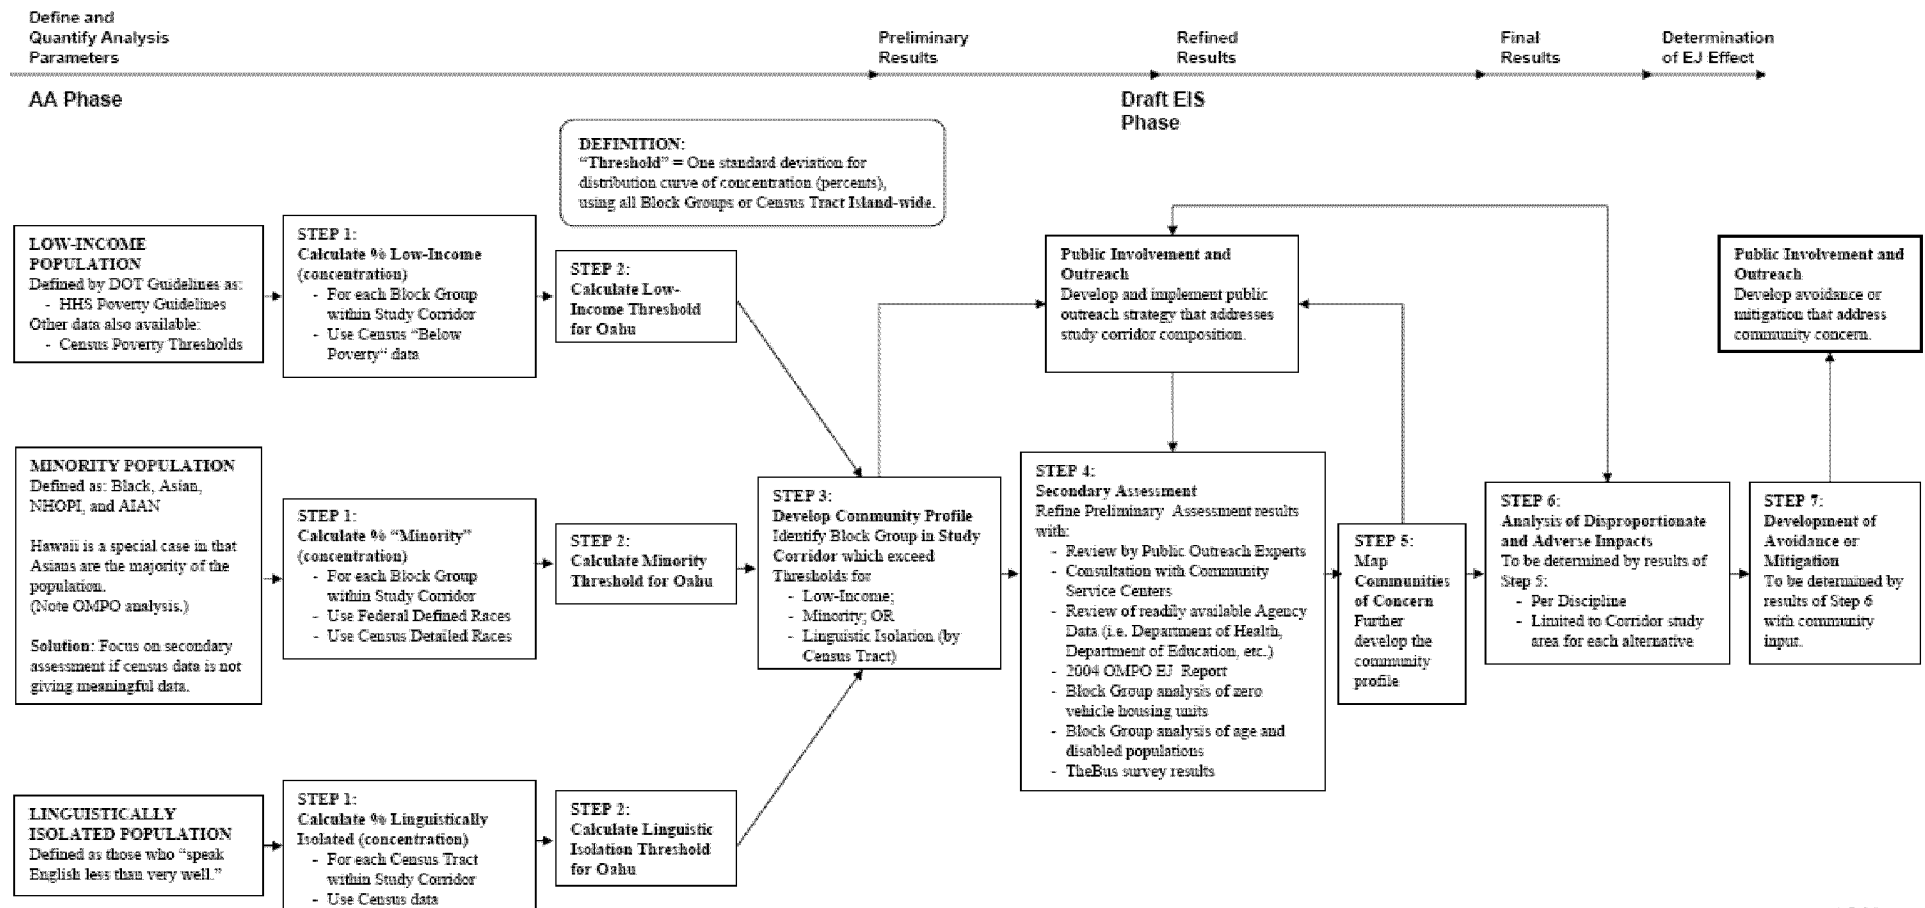 Define and
Quantify Analysis
Parameters
Preliminary
Results
Refined
Results
Final
Results
Determination
of EJ Effect
AA Phase
Draft EIS
Phase
DEFINITION:
“Threshold” = One standard deviation for
distribution curve of concentration (percents),
using all Block Groups or Census Tract Island-wide.
LOW-INCOME
POPULATION
Defined by DOT Guidelines as:
- HHS Poverty Guidelines
Other data also available:
- Census Poverty Thresholds
STEP 1:
Calculate % Low-Income
(concentration)
- For each Block Group
within Study Corridor
- Use Census “Below
Poverty” data
STEP 2:
Calculate Low-
Income Threshold
for Oahu
MINORITY POPULATION
Defined as: Black, Asian,
NHOPI, and AIAN
Hawaii is a special case in that
Asians are the majority of the
population.
(Note OMPO analysis.)
Solution: Focus on secondary
assessment if census data is not
giving meaningful data.
STEP 1:
Calculate % “Minority”
(concentration)
- For each Block Group
within Study Corridor
- Use Federal Defined Races
- Use Census Detailed Races
STEP 2:
Calculate Minority
Threshold for Oahu
LINGUISTICALLY
ISOLATED POPULATION
Defined as those who “speak
English less than very well.”
STEP 1:
Calculate % Linguistically
Isolated (concentration)
- For each Census Tract
within Study Corridor
- Use Census data
STEP 2:
Calculate Linguistic
Isolation Threshold
for Oahu
STEP 3:
Develop Community Profile
Identify Block Group in Study
Corridor which exceed
Thresholds for
- Low-Income;
- Minority; OR
- Linguistic Isolation (by
Census Tract)
Public Involvement and
Outreach
Develop and implement public
outreach strategy that addresses
study corridor composition.
STEP 4:
Secondary Assessment
Refine Preliminary Assessment results
with:
- Review by Public Outreach Experts
- Consultation with Community
Service Centers
- Review of readily available Agency
Data (i.e. Department of Health,
Department of Education, etc.)
- 2004 OMPO EJ Report
- Block Group analysis of zero
vehicle housing units
- Block Group analysis of age and
disabled populations
- TheBus survey results
STEP 5:
Map
Communities
of Concern
Further
develop the
community
profile
STEP 6:
Analysis of Disproportionate
and Adverse Impacts
To be determined by results of
Step 5:
- Per Discipline
- Limited to Corridor study
area for each alternative
STEP 7:
Development of
Avoidance or
Mitigation
To be determined by
results of Step 6
with community
input.
Public Involvement and
Outreach
Develop avoidance or
mitigation that address
community concern.